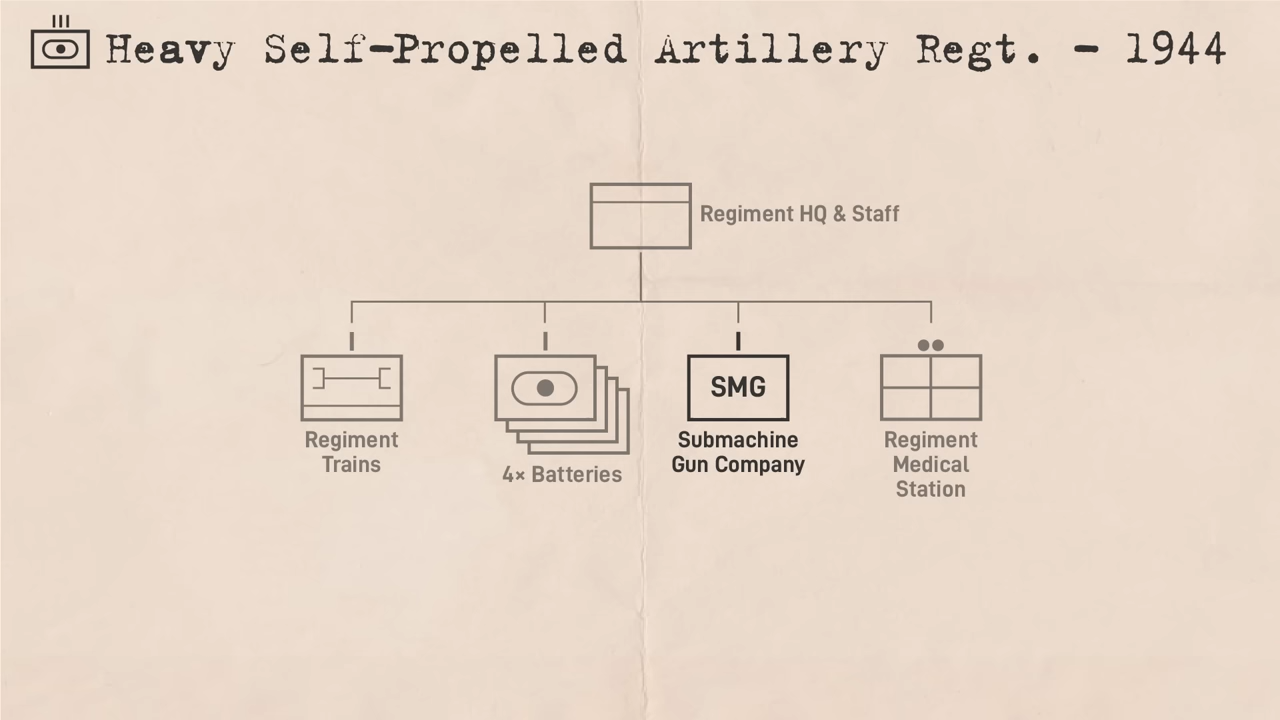 Heavy Self-Propelled Artillery Regt. - 1944
Regiment HQ & Staff
Regiment
Trains
4× Batteries
SMG
Submachine
Gun Company
Regiment
Medical
Station